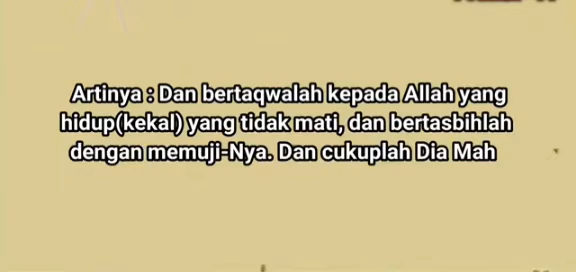 Artinya : Dan bertaqwalah kepada Allah yang
hidup(kekal) yang tidak mati, dan bertasbihlah
dengan memuji-Nya. Dan cukuplah Dia Mah